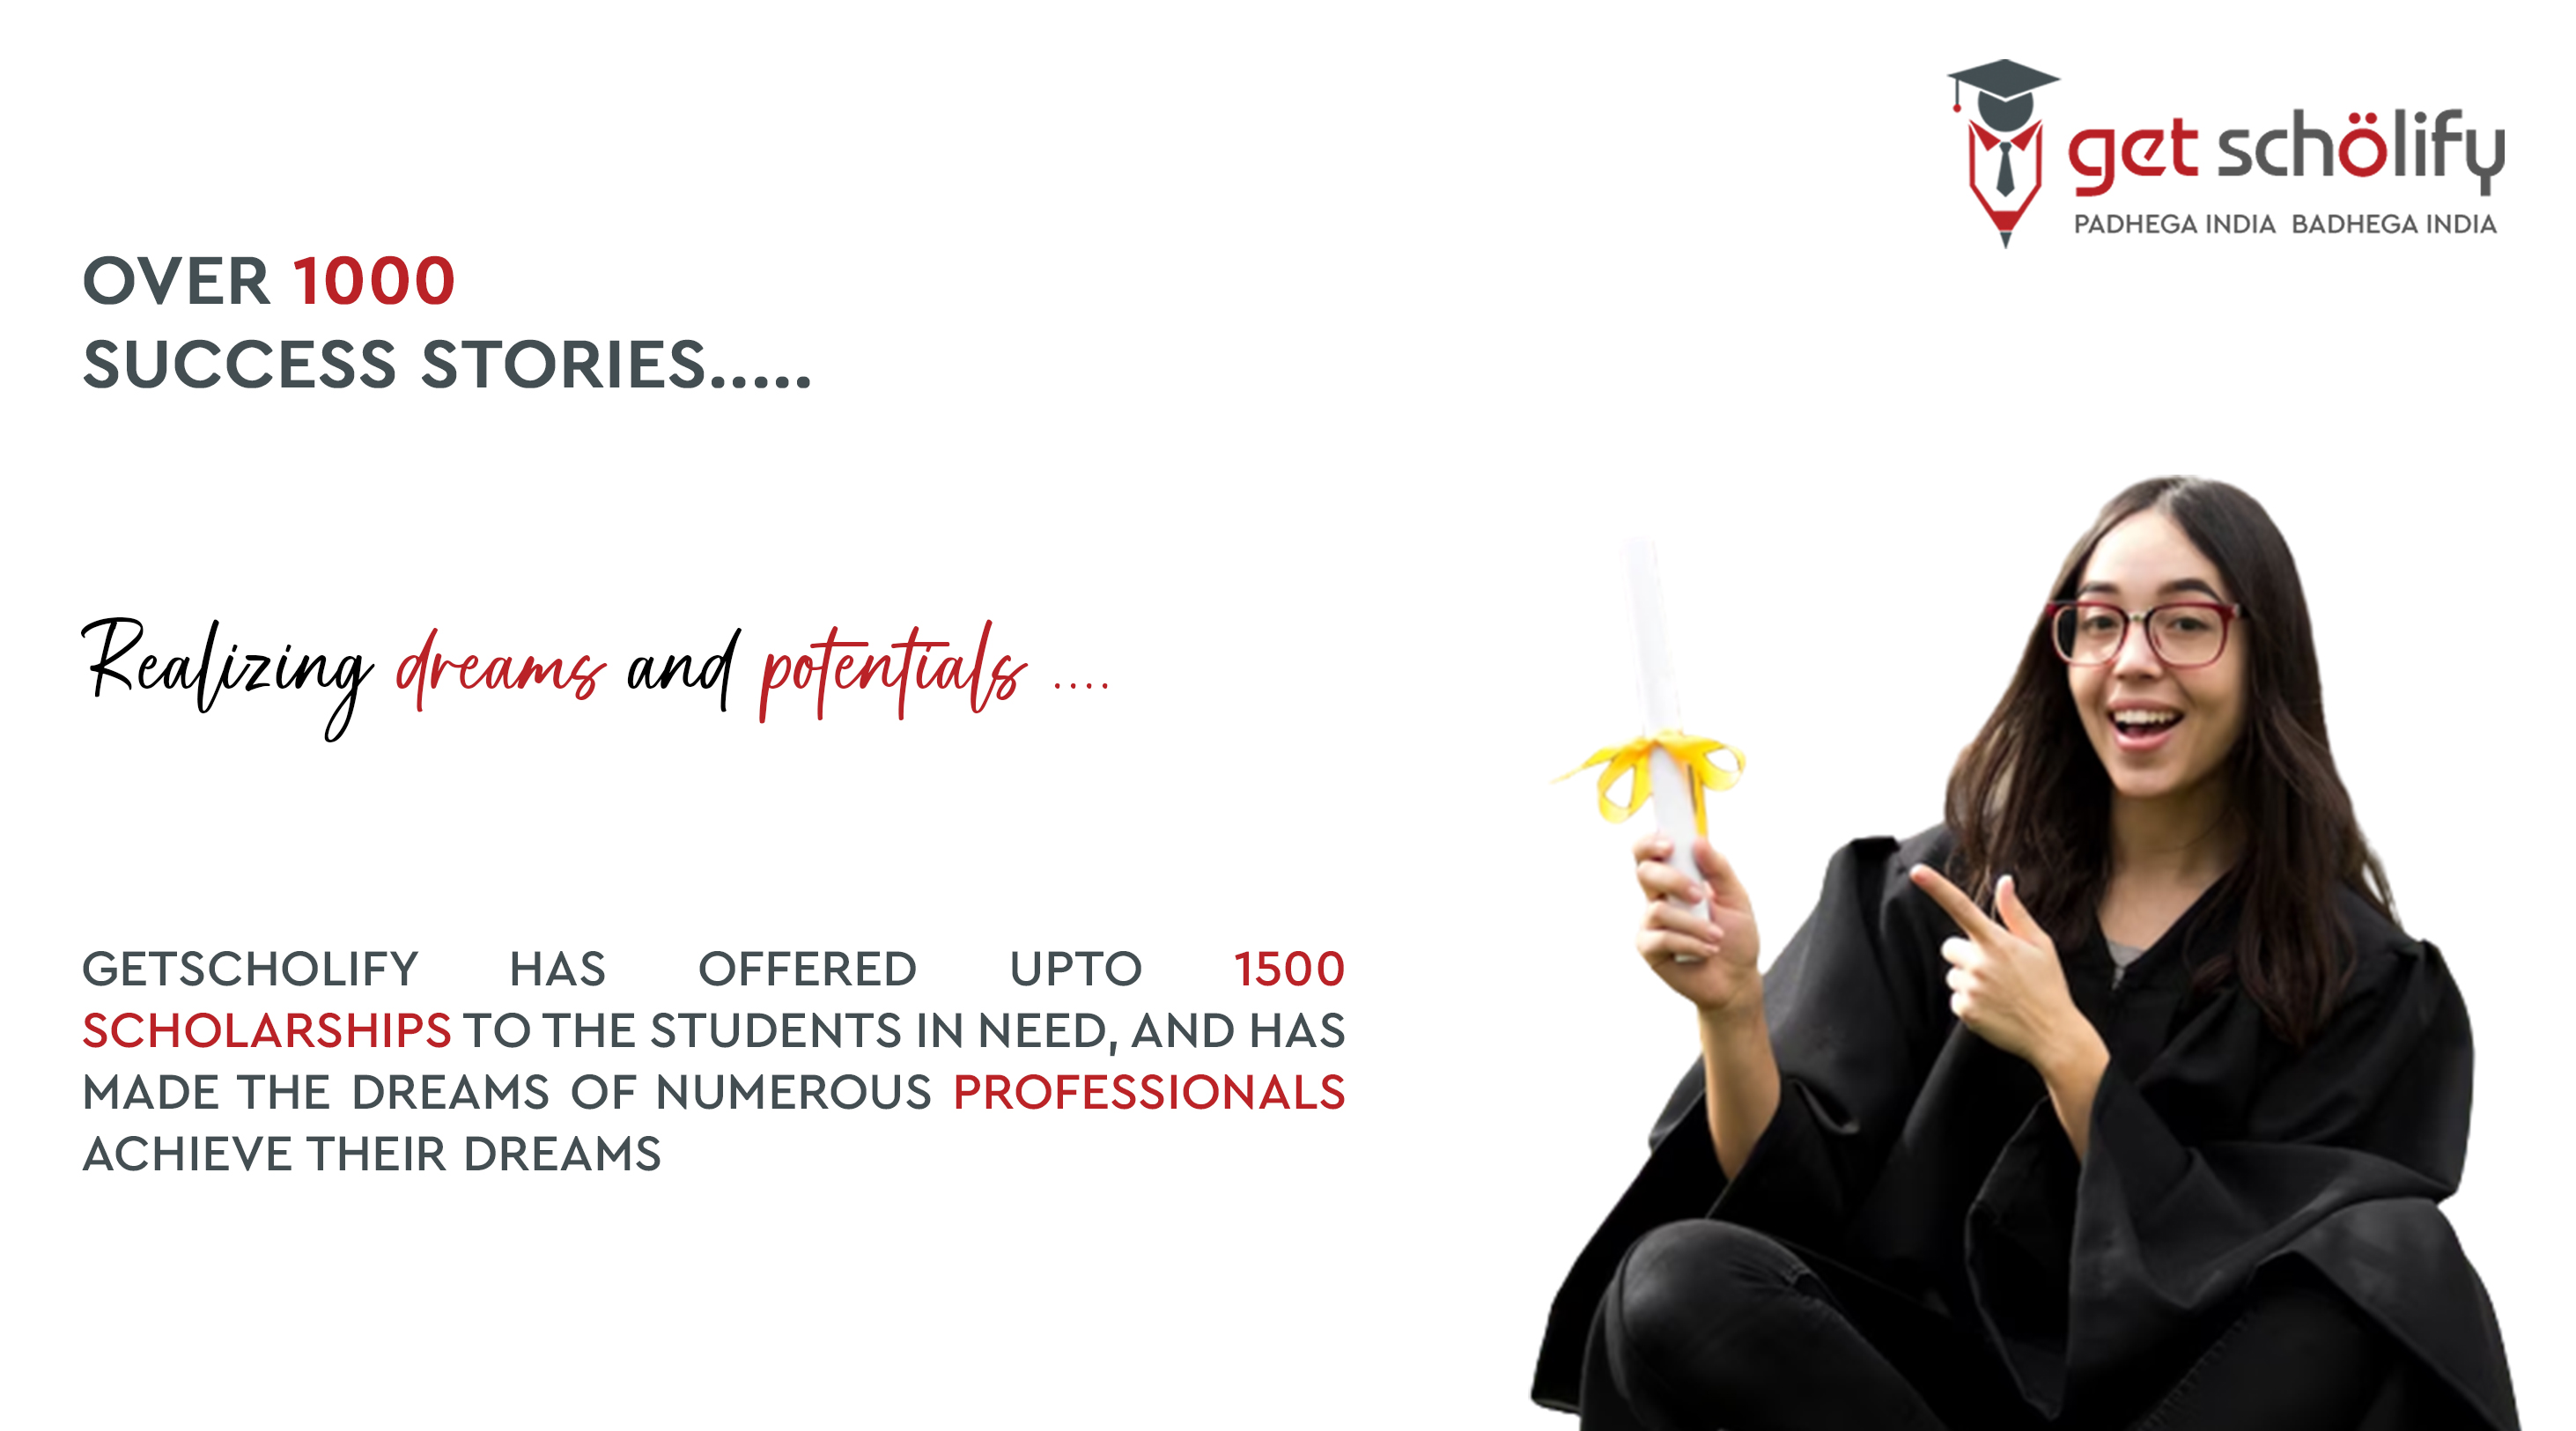 get schölify
PADHEGA INDIA BADHEGA INDIA
OVER 1000
SUCCESS STORIES.....
Realizing dreams and potentials ....
GETSCHOLIFY HAS OFFERED UPTO 1500
SCHOLARSHIPS TO THE STUDENTS IN NEED, AND HAS
MADE THE DREAMS OF NUMEROUS PROFESSIONALS
ACHIEVE THEIR DREAMS